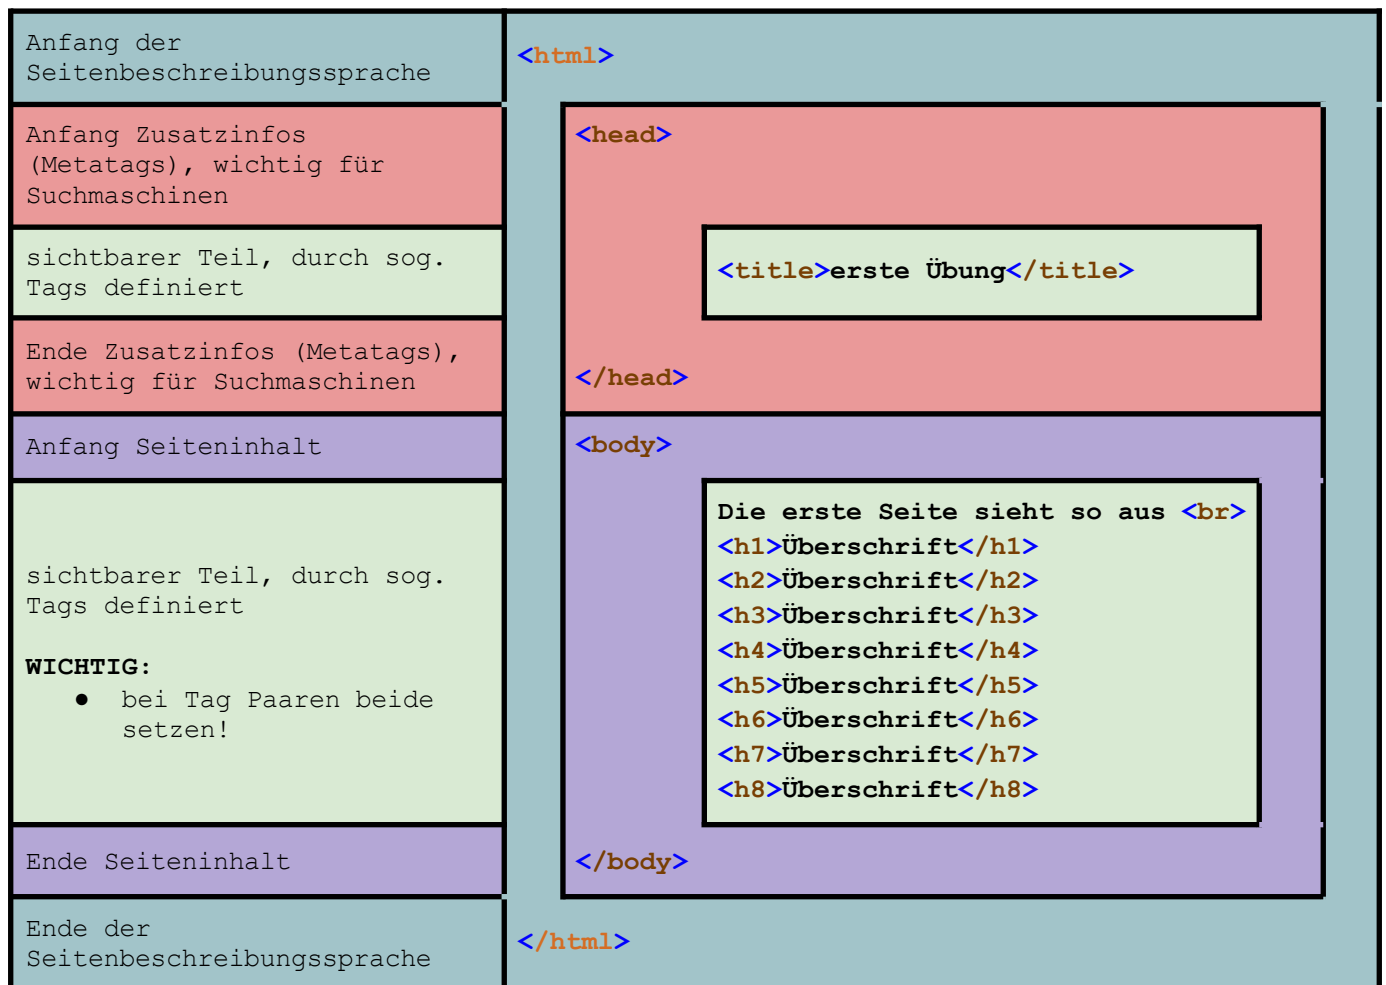 Anfang der
Seitenbeschreibungssprache
<html>
Anfang Zusatzinfos
(Metatags), wichtig für
Suchmaschinen
<head>
sichtbarer Teil, durch sog.
Tags definiert
<title>erste Übung</title>
Ende Zusatzinfos (Metatags),
wichtig für Suchmaschinen
</head>
Anfang Seiteninhalt
<body>
sichtbarer Teil, durch sog.
Tags definiert
WICHTIG:
● bei Tag Paaren beide
setzen!
Die erste Seite sieht so aus <br>
<h1>Überschrift</h1>
<h2>Überschrift</h2>
<h3>Überschrift</h3>
<h4>Überschrift</h4>
<h5>Überschrift</h5>
<h6>Überschrift</h6>
<h7>Überschrift</h7>
<h8>Überschrift</h8>
Ende Seiteninhalt
</body>
Ende der
Seitenbeschreibungssprache
</html>